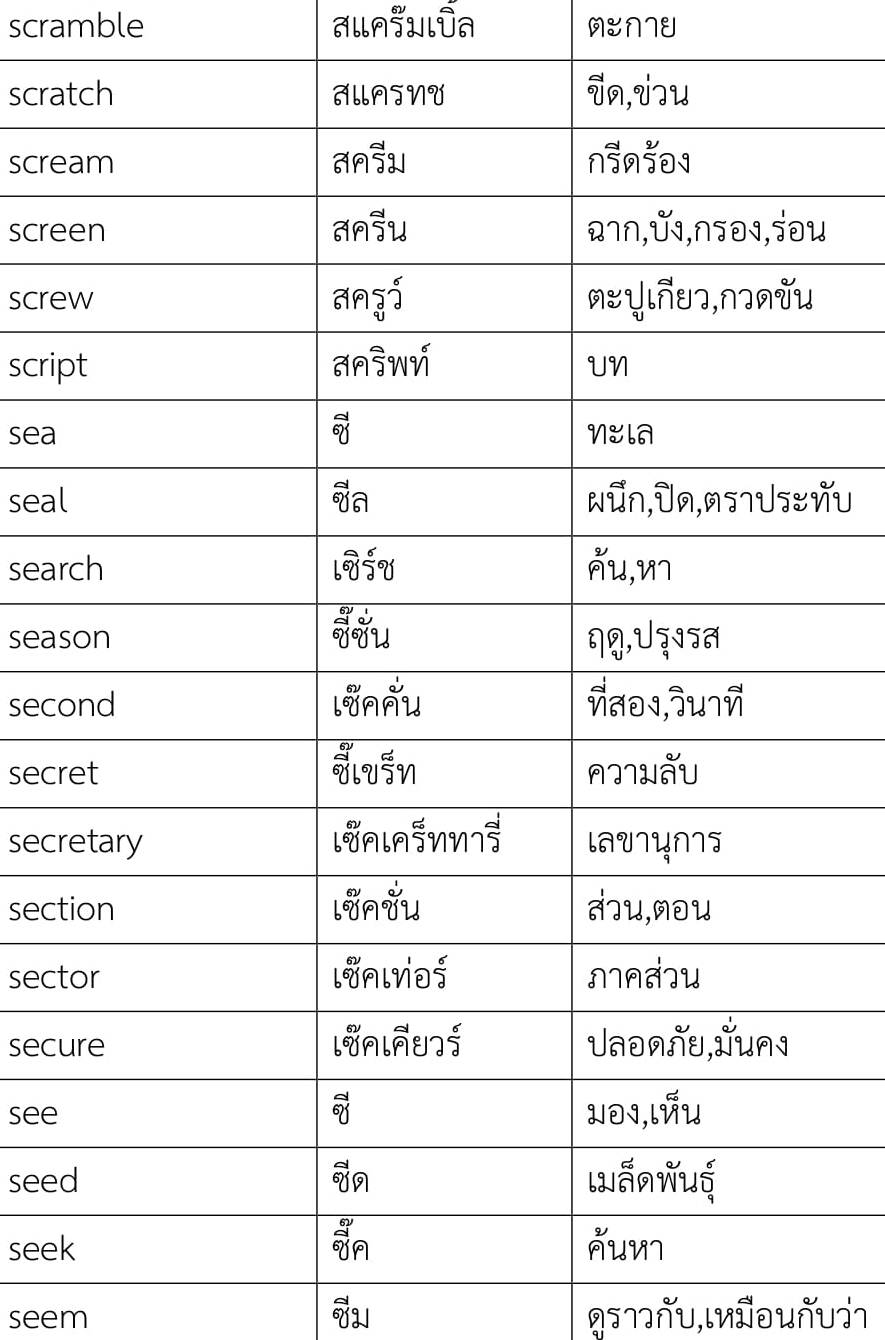 scramble สแคร๊มเบิ้ล ตะกาย
scratch สแครทช ขีด,ข่วน
scream สครีม กรีดร้อง
screen สครีน ฉาก,บัง,กรอง,ร่อน
screw สครูว์ ตะปูเกียว,กวดขัน
script สคริพท์ บท
sea ซี ทะเล
seal ซีล ผนึก,ปิด,ตราประทับ
search เซิร์ช ค้น,หา
season ซี๊ซั่น ฤดู,ปรุงรส
second เซ๊คคั่น ที่สอง,วินาที
secret ซี๊เขร็ท ความลับ
secretary เซ๊คเคร็ททารี่ เลขานุการ
section เซ๊คชั่น ส่วน,ตอน
sector เซ๊คเท่อร์ ภาคส่วน
secure เซ๊คเคียวร์ ปลอดภัย,มั่นคง
see ซี มอง,เห็น
seed ซีด เมล็ดพันธุ์
seek ซี๊ค ค้นหา
seem ซีม ดูราวกับ,เหมือนกับว่า